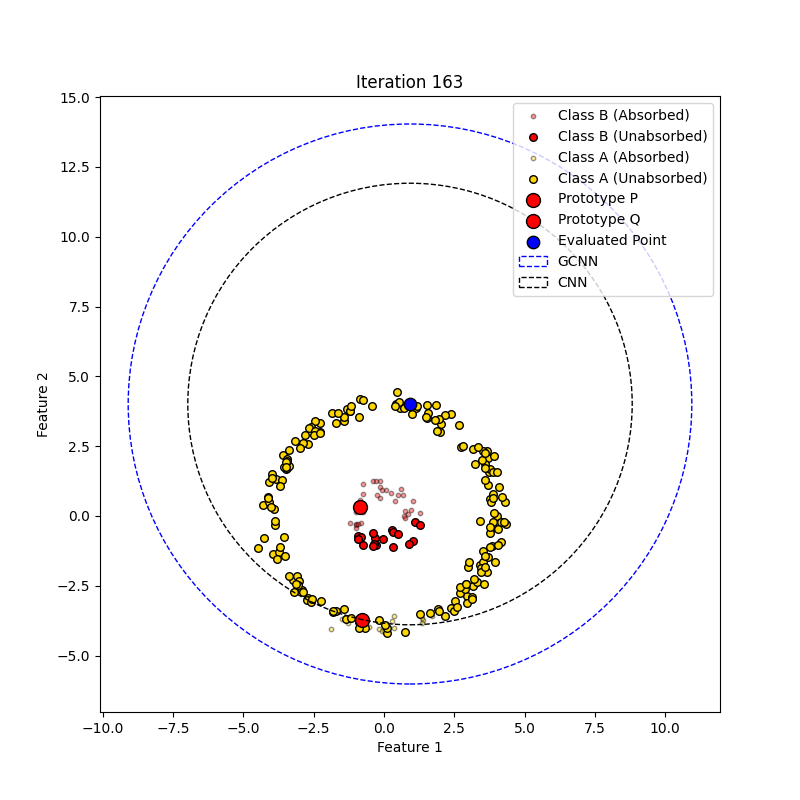 Iteration 163
15.0
12.5
10.0
7.5
5.0
2.5
0.0
−2.5
−5.0
Feature 2
Class B (Absorbed)
Class B (Unabsorbed)
Class A (Absorbed)
Class A (Unabsorbed)
Prototype P
Prototype Q
Evaluated Point
GCNN
CNN
−10.0 −7.5 −5.0 −2.5 0.0 2.5 5.0 7.5 10.0
Feature 1